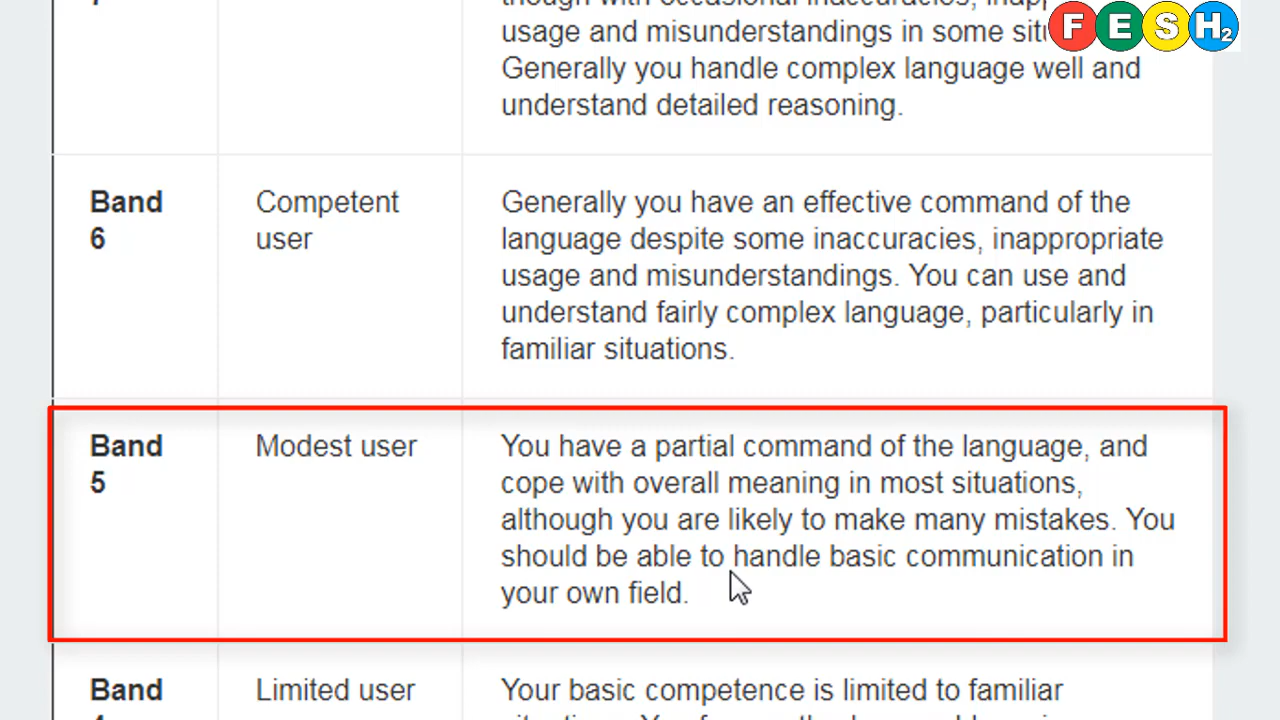 though with occasional inaccuracies,
usage and misunderstandings in some
FESH2
Generally you handle complex language well and
understand detailed reasoning.
Band
6
Competent
user
Generally you have an effective command of the
language despite some inaccuracies, inappropriate
usage and misunderstandings. You can use and
understand fairly complex language, particularly in
familiar situations.
Band
5
Modest user
You have a partial command of the language, and
cope with overall meaning in most situations,
although you are likely to make many mistakes. You
should be able to handle basic communication in
your own field.
Band
Limited user
Your basic competence is limited to familiar